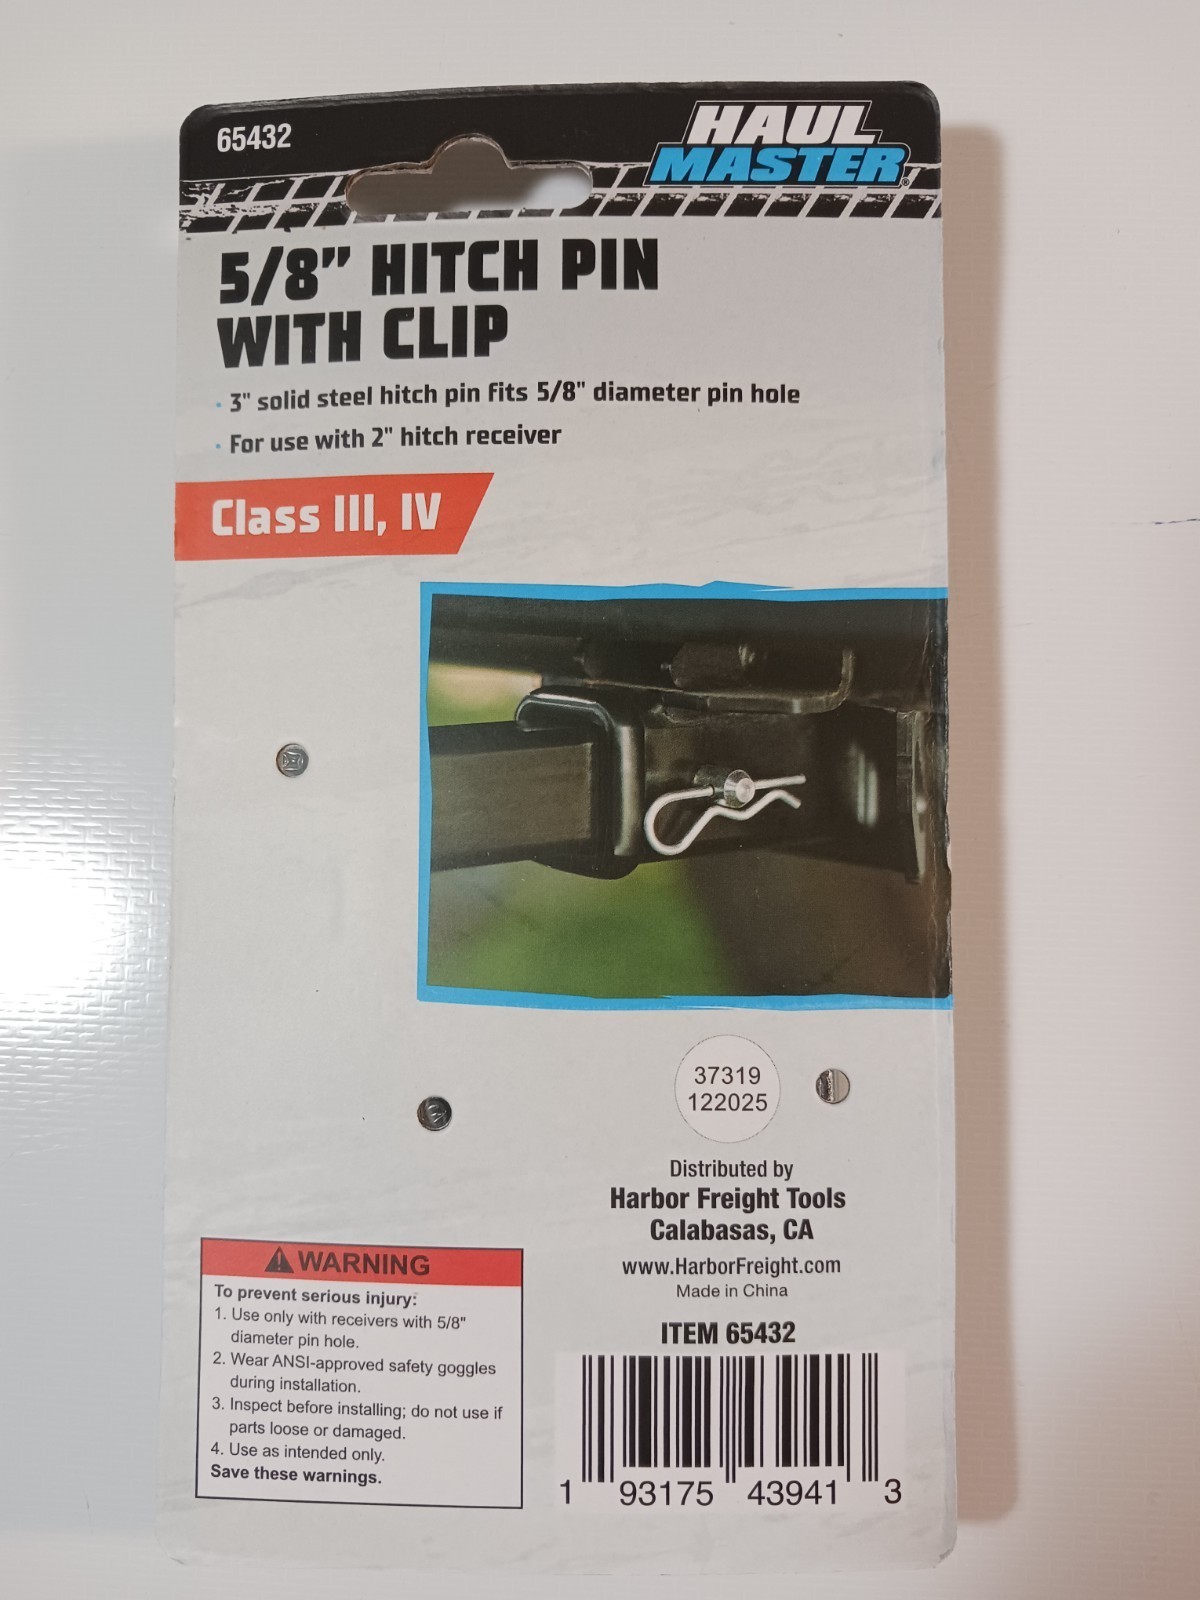 65432
HAUL
MASTER®
5/8” HITCH PIN
WITH CLIP
· 3" solid steel hitch pin fits 5/8" diameter pin hole
· For use with 2" hitch receiver
Class III, IV
37319
122025
Distributed by
Harbor Freight Tools
Calabasas, CA
www.HarborFreight.com
Made in China
ITEM 65432
1 93175 43941 3
WARNING
To prevent serious injury:
1. Use only with receivers with 5/8"
diameter pin hole.
2. Wear ANSI-approved safety goggles
during installation.
3. Inspect before installing; do not use if
parts loose or damaged.
4. Use as intended only.
Save these warnings.